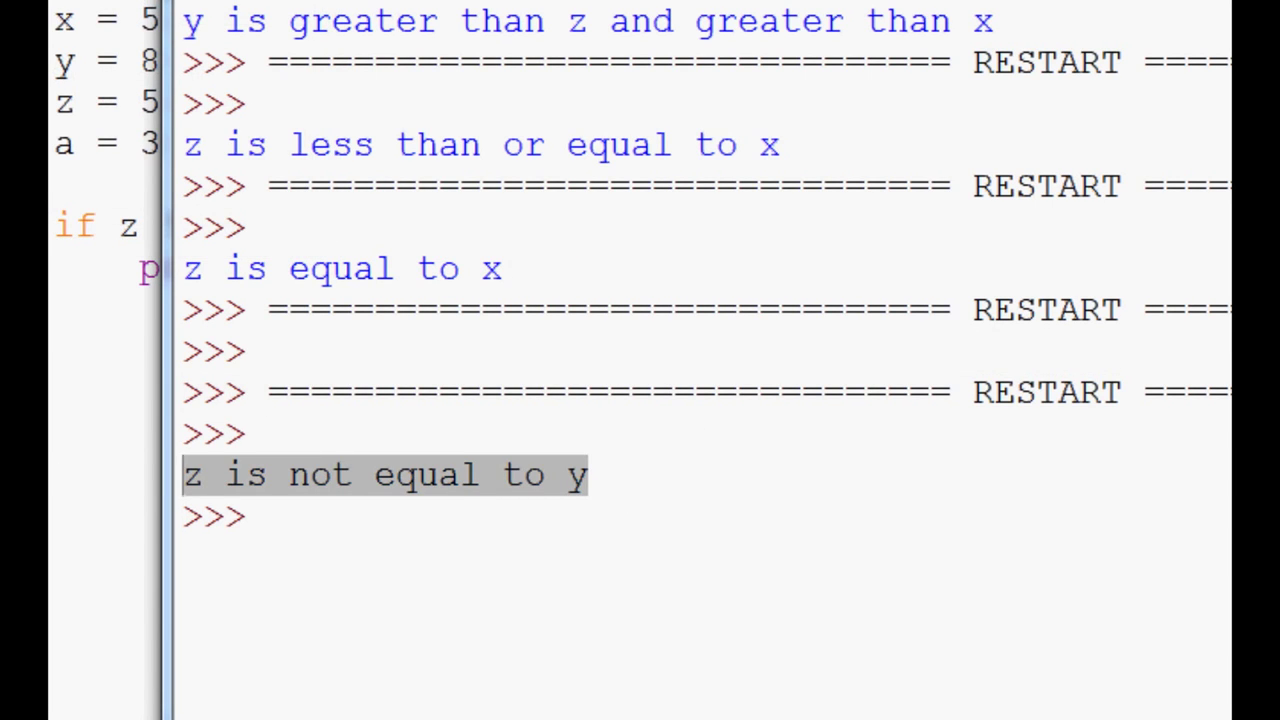 x = 5
y = 8
z = 5
a = 3
if z
p
y is greater than z and greater than x
>>> ================================ RESTART ====
>>>
z is less than or equal to x
>>> ================================ RESTART ====
>>>
z is equal to x
>>> ================================ RESTART ====
>>>
>>> ================================ RESTART ====
>>>
z is not equal to y
>>>